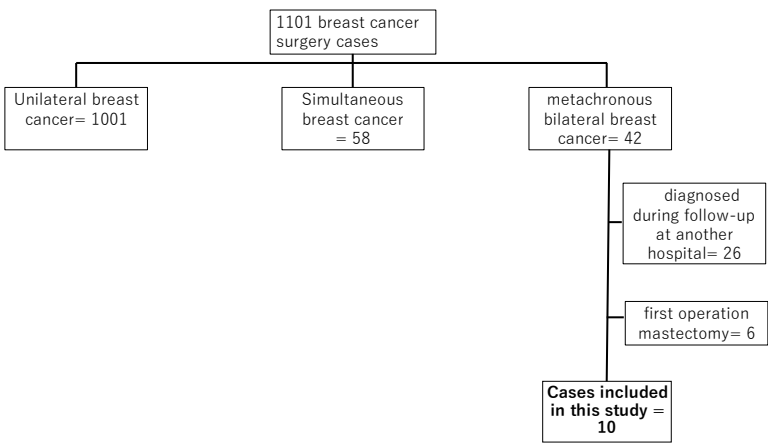 1101 breast cancer
surgery cases
Unilateral breast
cancer= 1001
Simultaneous
breast cancer
= 58
metachronous
bilateral breast
cancer= 42
diagnosed
during follow-up
at another
hospital= 26
first operation
mastectomy= 6
Cases included
in this study =
10